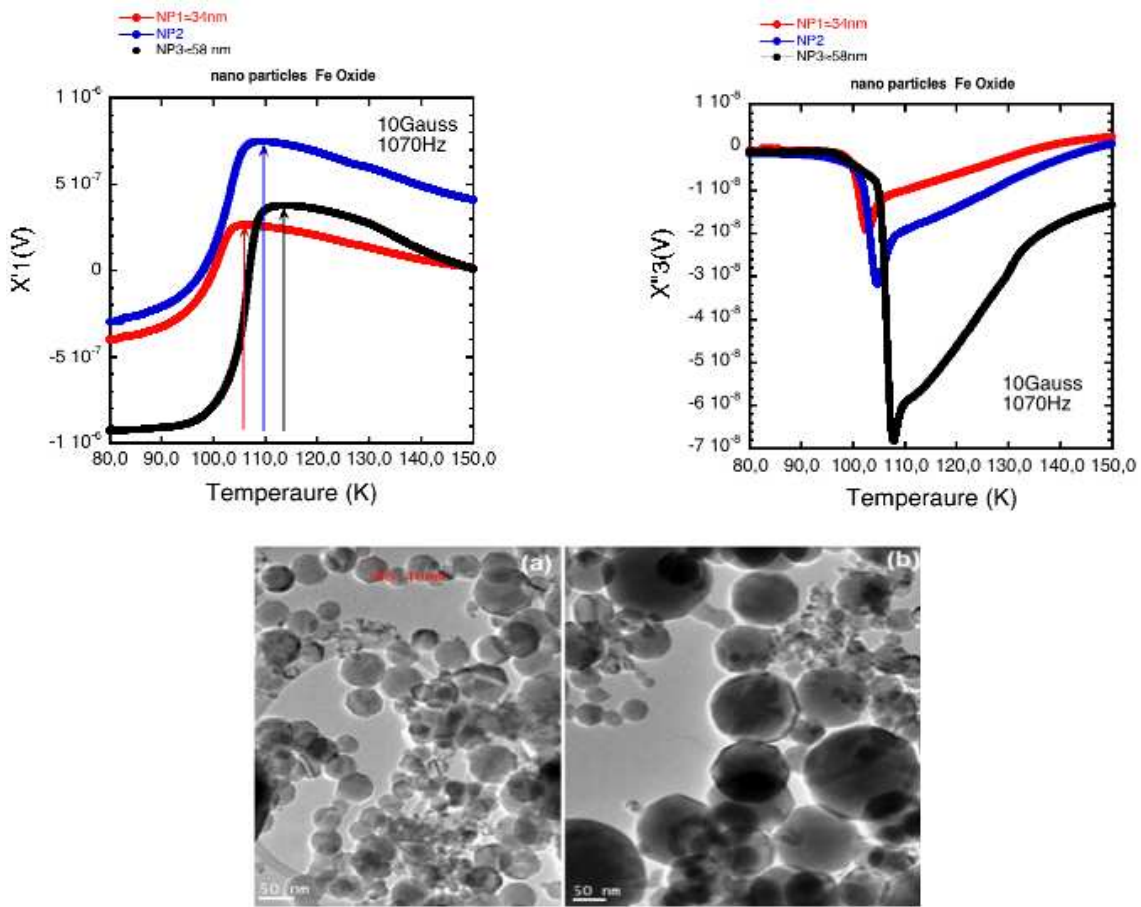 NP1=34nm
NP2
NP3=58 nm
nano particles Fe Oxide
10Gauss
1070Hz
X'1(V)
1 10⁻⁶
5 10⁻⁷
0
-5 10⁻⁷
-1 10⁻⁶
80,0 90,0 100,0 110,0 120,0 130,0 140,0 150,0
Temperaure (K)
NP1=34nm
NP2
NP3=58nm
nano particles Fe Oxide
X"3(V)
1 10⁻⁸
0
-1 10⁻⁸
-2 10⁻⁸
-3 10⁻⁸
-4 10⁻⁸
-5 10⁻⁸
-6 10⁻⁸
-7 10⁻⁸
10Gauss
1070Hz
80,0 90,0 100,0 110,0 120,0 130,0 140,0 150,0
Temperaure (K)
(a)
50 nm
(b)
50 nm